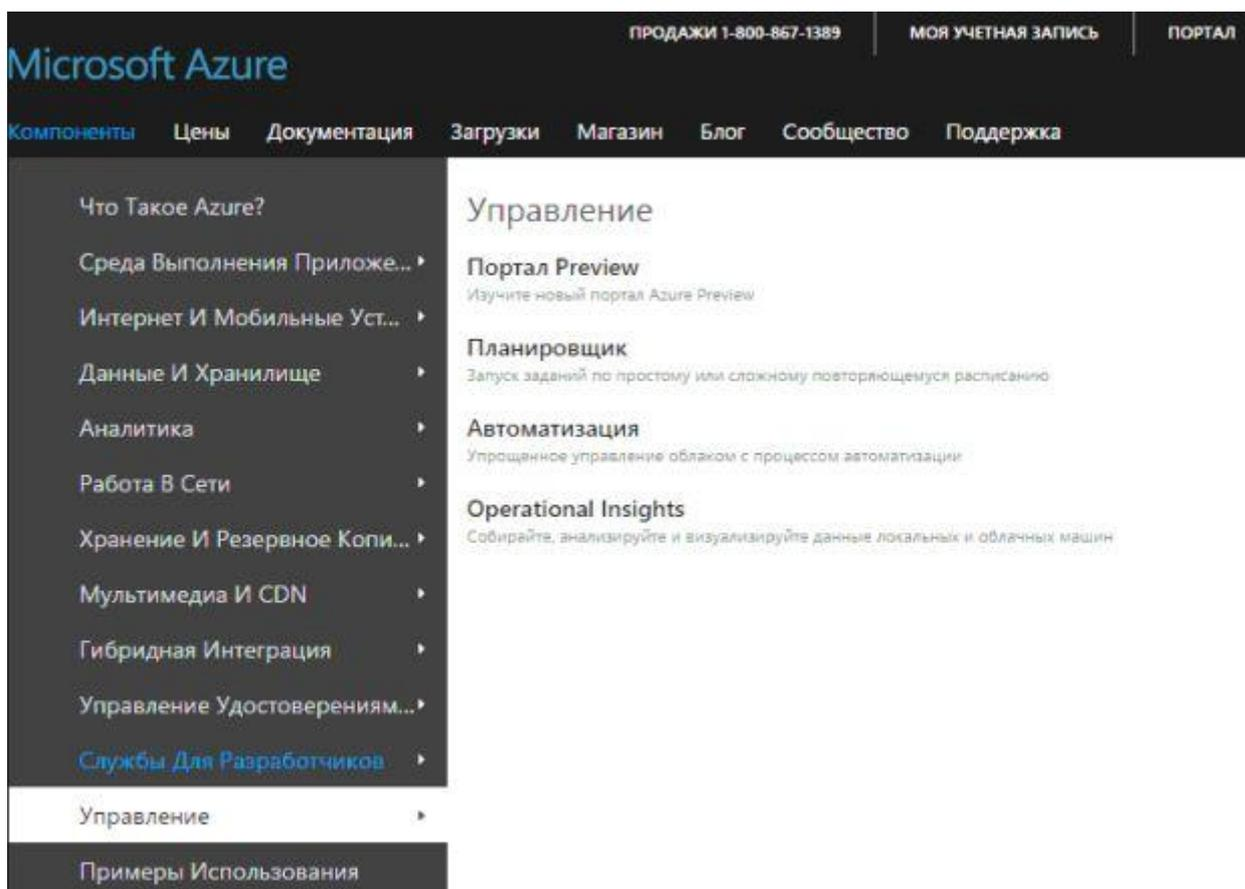 ПРОДАЖИ 1-800-867-1389 МОЯ УЧЕТНАЯ ЗАПИСЬ ПОРТАЛ
Microsoft Azure
Компоненты Цены Документация Загрузки Магазин Блог Сообщество Поддержка
Что Такое Azure?
Среда Выполнения Приложе...
Интернет И Мобильные Уст...
Данные И Хранилище
Аналитика
Работа В Сети
Хранение И Резервное Копи...
Мультимедиа И CDN
Гибридная Интеграция
Управление Удостоверениям...
Службы Для Разработчиков
Управление
Примеры Использования
Управление
Портал Preview
Изучите новый портал Azure Preview
Планировщик
Запуск заданий по простому или сложному повторяющемуся расписанию
Автоматизация
Упрощенное управление облаком с процессом автоматизации
Operational Insights
Собирайте, анализируйте и визуализируйте данные локальных и облачных машин